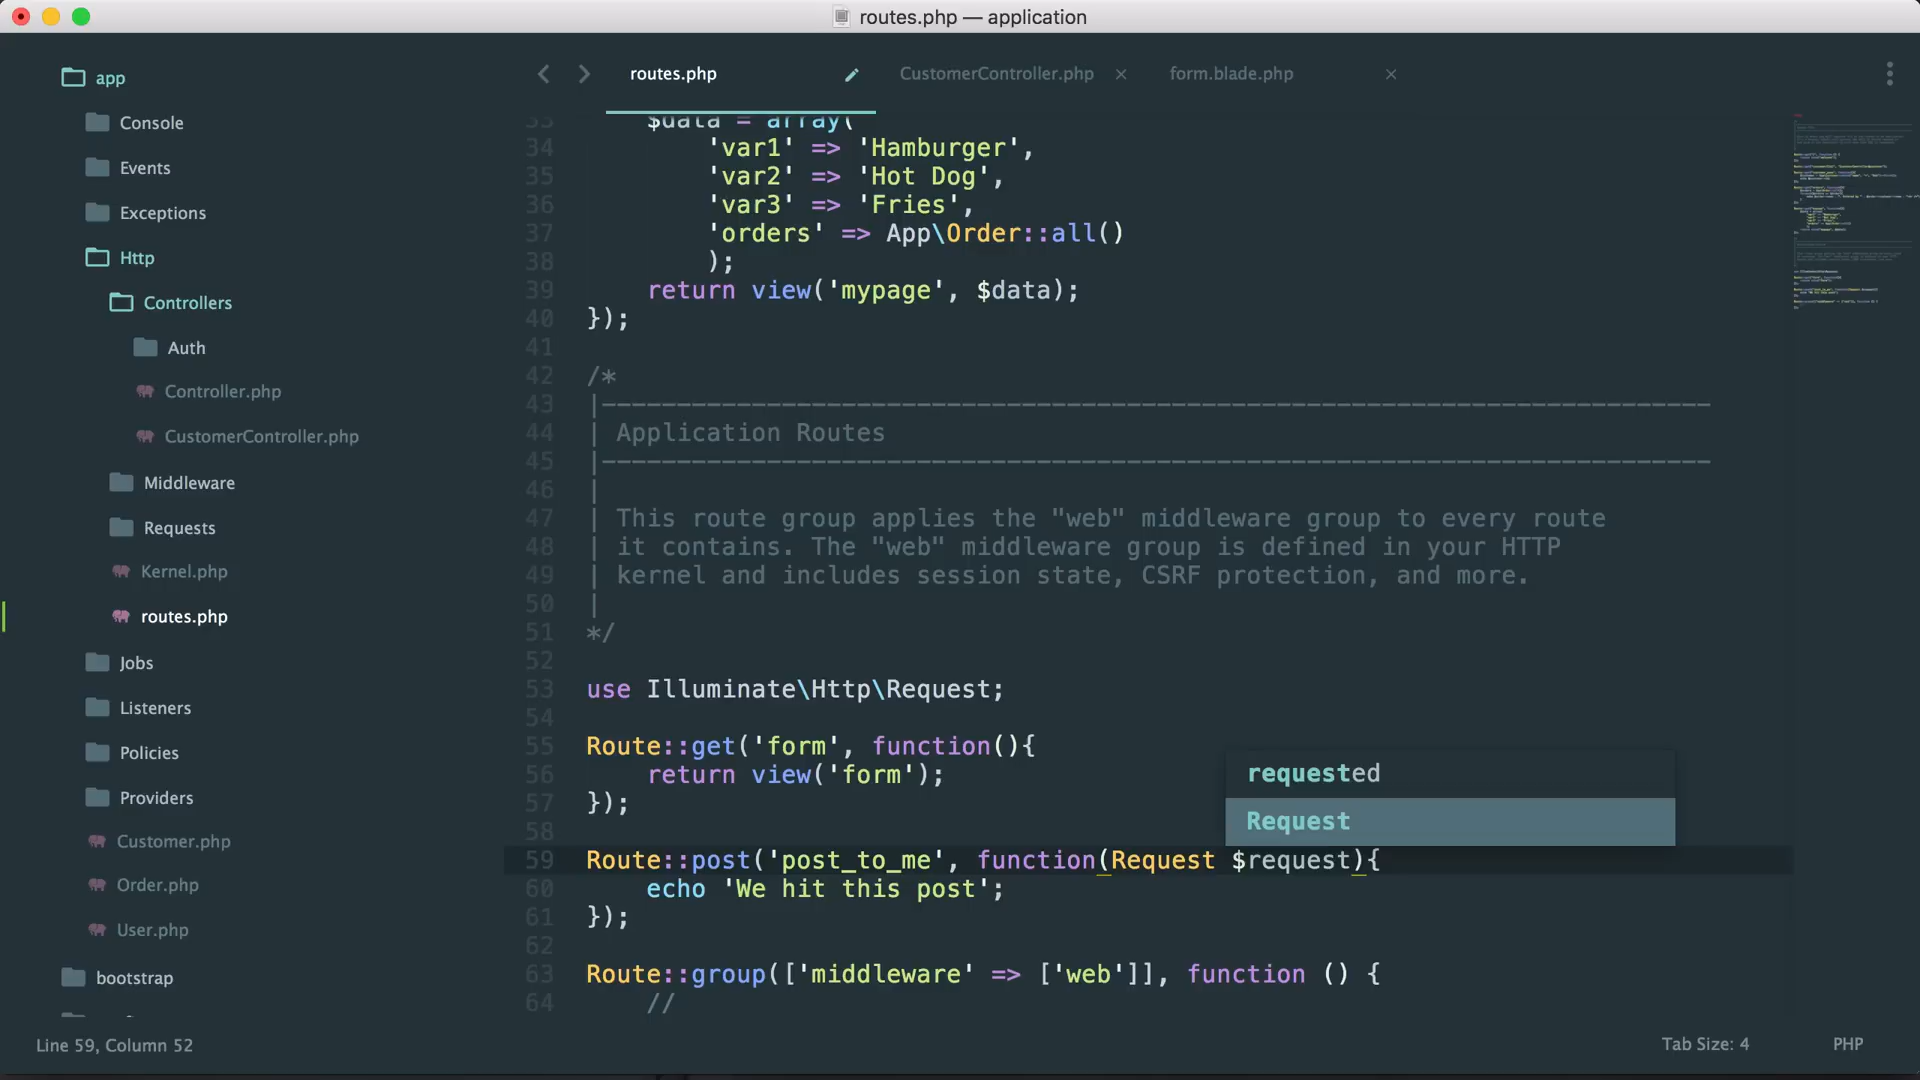 routes.php — application
app
Console
Events
Exceptions
Http
Controllers
Auth
Controller.php
CustomerController.php
Middleware
Requests
Kernel.php
routes.php
Jobs
Listeners
Policies
Providers
Customer.php
Order.php
User.php
bootstrap
routes.php CustomerController.php form.blade.php
33 $data = array(
34 'var1' => 'Hamburger',
35 'var2' => 'Hot Dog',
36 'var3' => 'Fries',
37 'orders' => App\Order::all()
38 );
39 return view('mypage', $data);
40 });
41
42 /*
43 |--------------------------------------------------------------------------
44 | Application Routes
45 |--------------------------------------------------------------------------
46 |
47 | This route group applies the "web" middleware group to every route
48 | it contains. The "web" middleware group is defined in your HTTP
49 | kernel and includes session state, CSRF protection, and more.
50 |
51 */
52
53 use Illuminate\Http\Request;
54
55 Route::get('form', function(){
56 return view('form');
57 });
58
requested
Request
59 Route::post('post_to_me', function(Request $request){
60 echo 'We hit this post';
61 });
62
63 Route::group(['middleware' => ['web']], function () {
64 //
Line 59, Column 52
Tab Size: 4
PHP